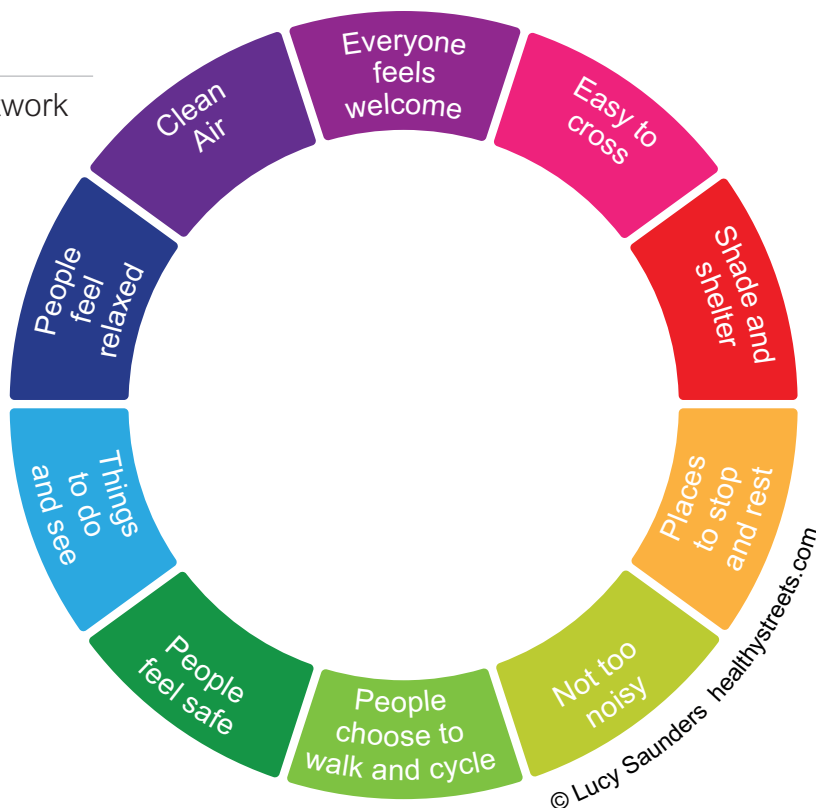 Everyone
feels
welcome
Easy to
cross
Shade and
shelter
Places
to stop
and rest
Not too
noisy
People
choose to
walk and cycle
People
feel safe
Things
to do
and see
People
feel
relaxed
Clean
Air
© Lucy Saunders healthystreets.com